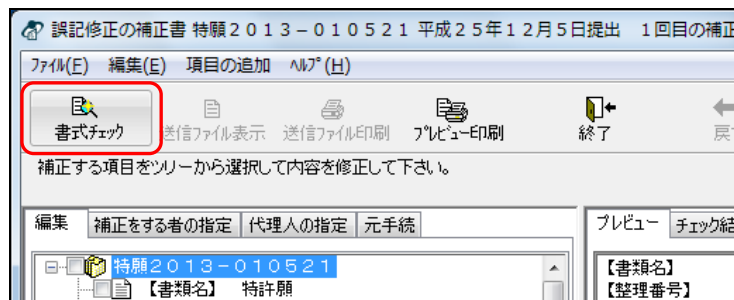 誤記修正の補正書 特願２０１３－０１０５２１ 平成２５年１２月５日提出　１回目の補正
ﾌｧｲﾙ(F)　編集(E)　項目の追加　ﾍﾙﾌﾟ(H)
書式ﾁｪｯｸ　送信ﾌｧｲﾙ表示　送信ﾌｧｲﾙ印刷　ﾌﾟﾚﾋﾞｭｰ印刷　終了　戻
補正する項目をﾂﾘｰから選択して内容を修正して下さい。
編集　補正をする者の指定　代理人の指定　元手続　ﾌﾟﾚﾋﾞｭｰ　ﾁｪｯｸ結
特願２０１３－０１０５２１　【書類名】
【書類名】　特許願　【整理番号】